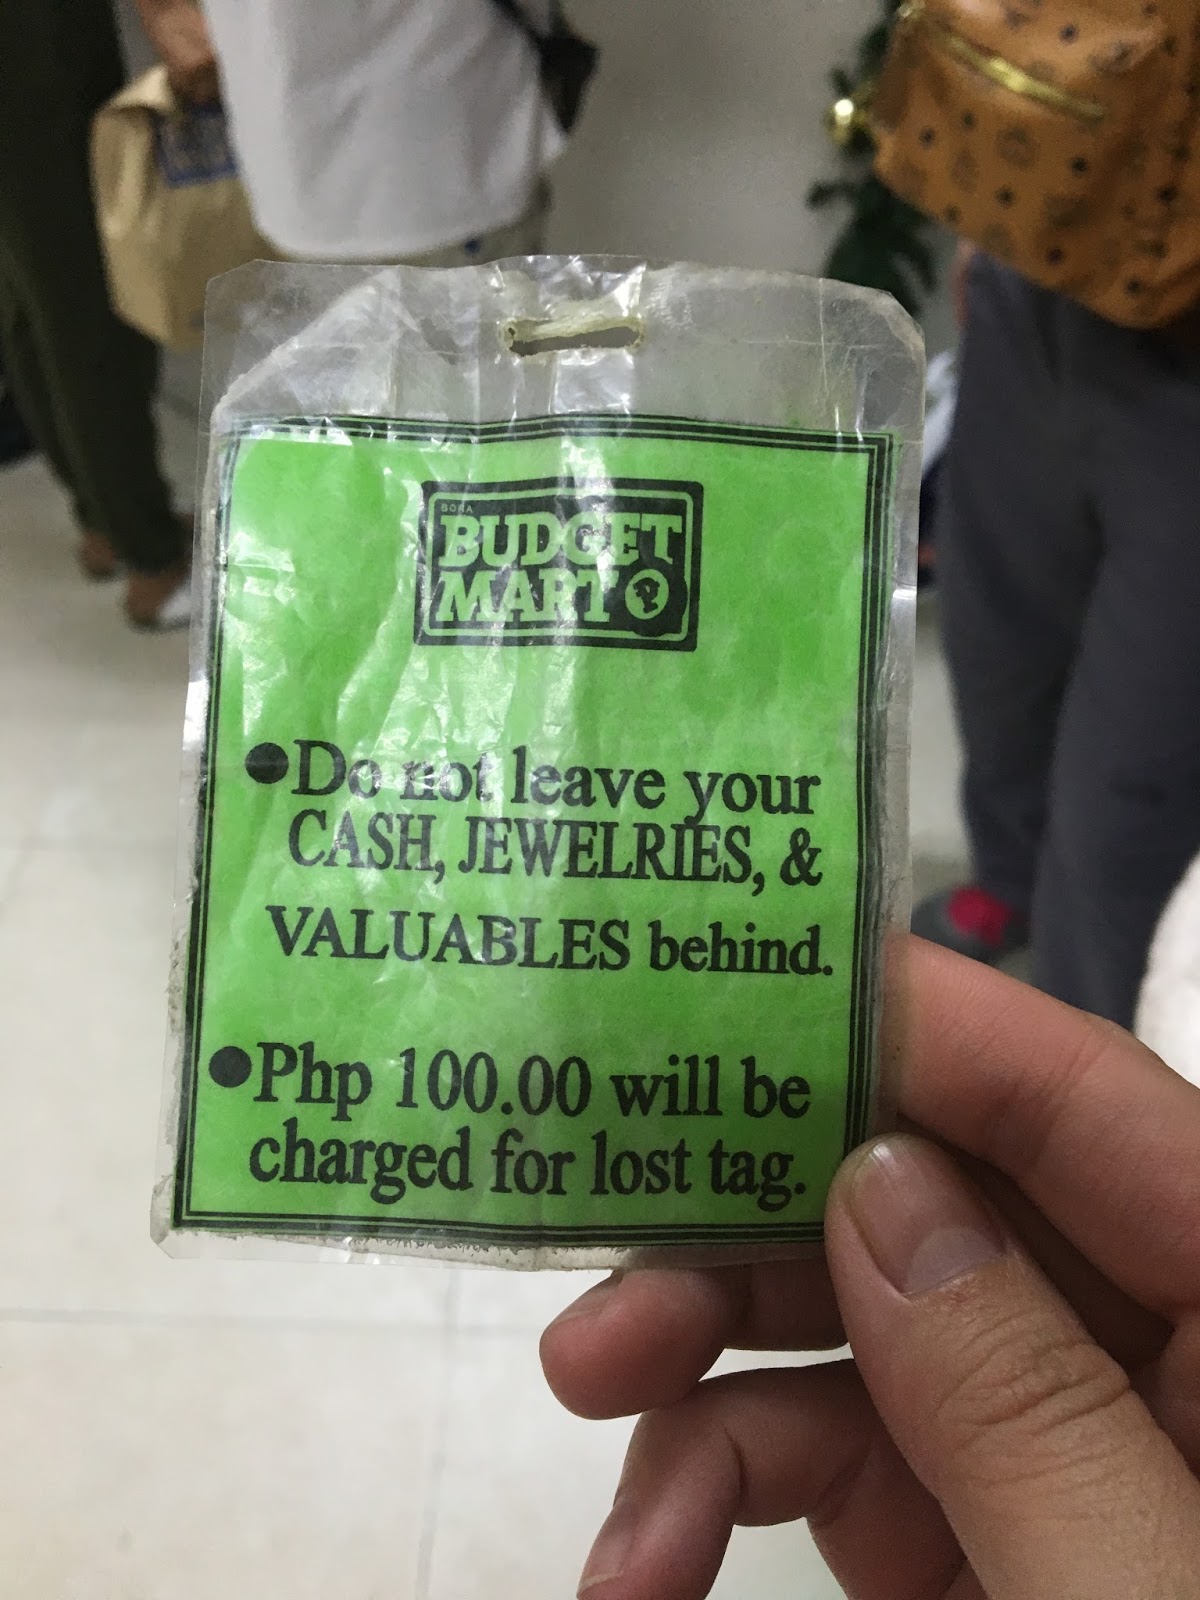 BORA
BUDGET
MART
●Do not leave your
CASH, JEWELRIES, &
VALUABLES behind.
●Php 100.00 will be
charged for lost tag.